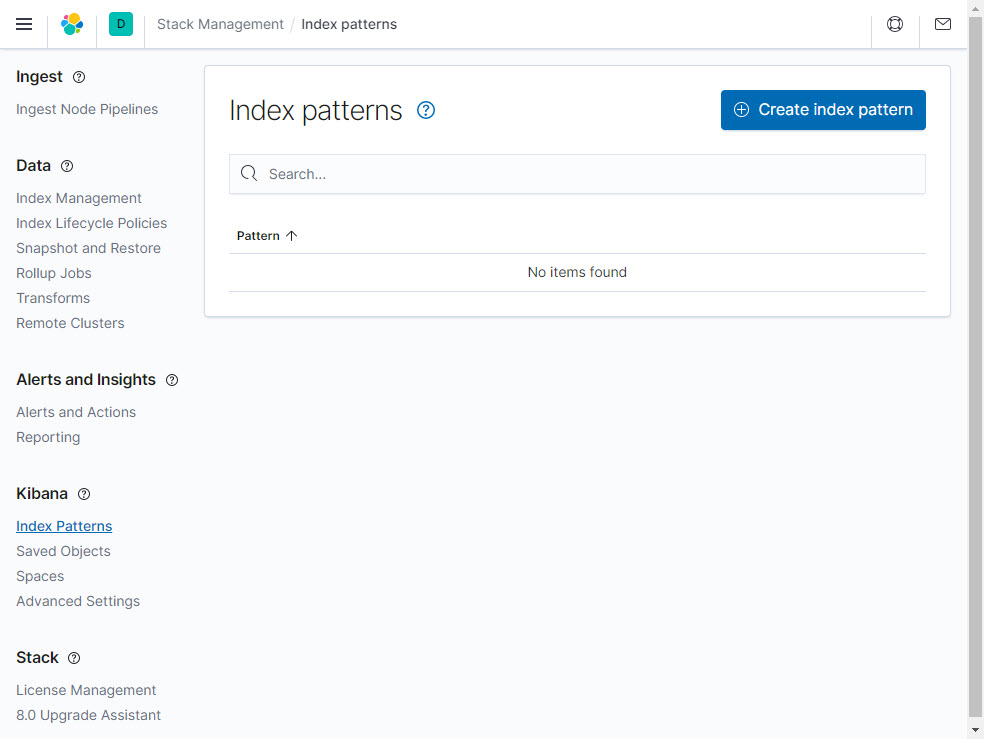 D Stack Management / Index patterns
Ingest
Ingest Node Pipelines
Data
Index Management
Index Lifecycle Policies
Snapshot and Restore
Rollup Jobs
Transforms
Remote Clusters
Alerts and Insights
Alerts and Actions
Reporting
Kibana
Index Patterns
Saved Objects
Spaces
Advanced Settings
Stack
License Management
8.0 Upgrade Assistant
Index patterns
Create index pattern
Search...
Pattern
No items found